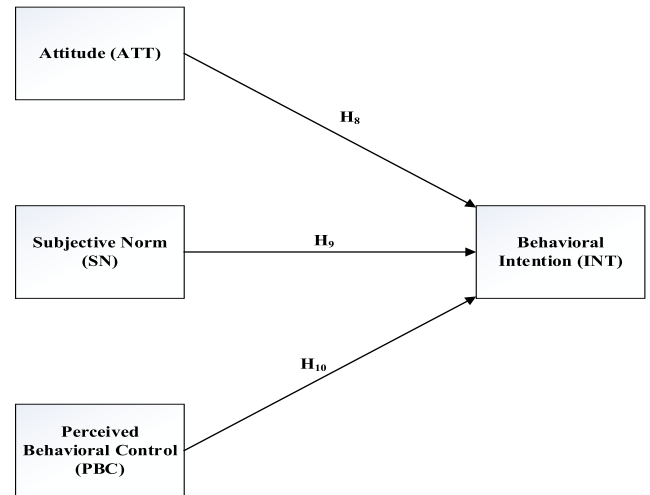 Attitude (ATT)
H₈
Subjective Norm
(SN)
H₉
Behavioral
Intention (INT)
H₁₀
Perceived
Behavioral Control
(PBC)